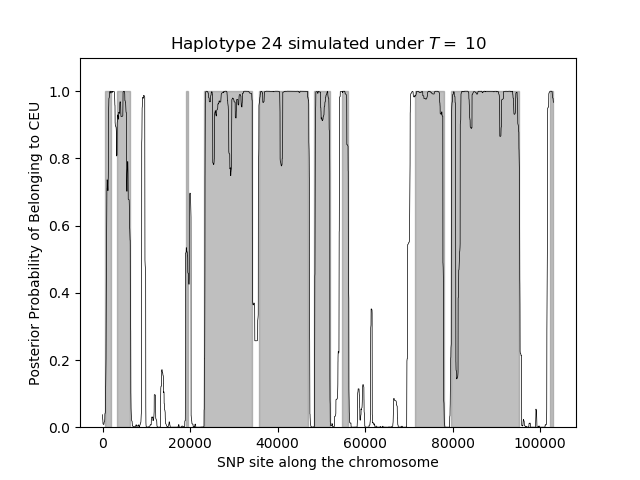 Haplotype 24 simulated under T = 10
Posterior Probability of Belonging to CEU
1.0
0.8
0.6
0.4
0.2
0.0
0 20000 40000 60000 80000 100000
SNP site along the chromosome